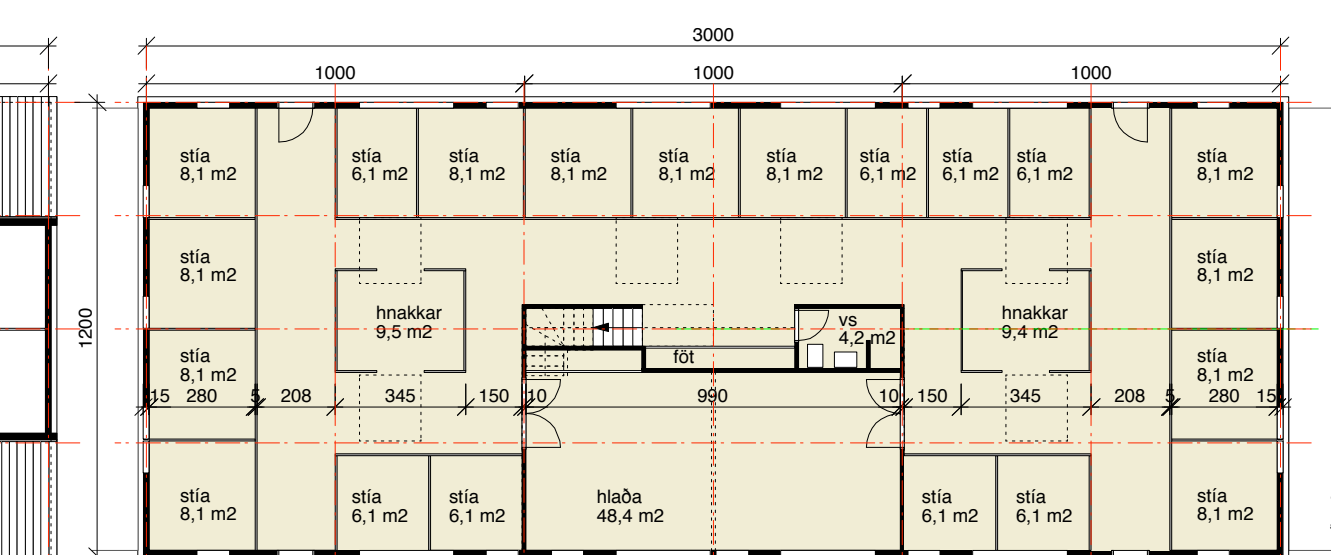 3000
1000 1000 1000
1200
stía
8,1 m2
stía
6,1 m2
stía
8,1 m2
stía
8,1 m2
stía
8,1 m2
stía
8,1 m2
stía
6,1 m2
stía
6,1 m2
stía
6,1 m2
stía
8,1 m2
stía
8,1 m2
stía
8,1 m2
hnakkar
9,5 m2
vs
4,2 m2
hnakkar
9,4 m2
föt
stía
8,1 m2
stía
8,1 m2
15 280 5 208 345 150 10 990 10 150 345 208 5 280 15
stía
8,1 m2
stía
6,1 m2
stía
6,1 m2
hlaða
48,4 m2
stía
6,1 m2
stía
6,1 m2
stía
8,1 m2